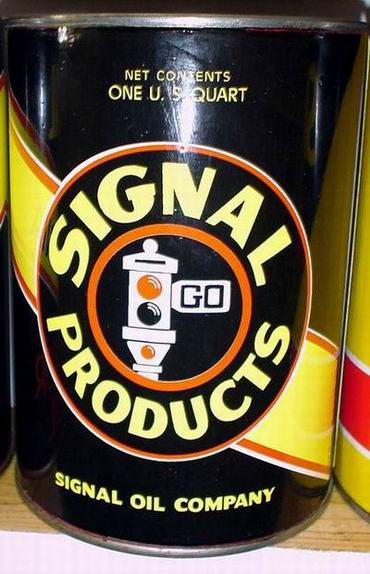 NET CONTENTS
ONE U. S. QUART
SIGNAL
GO
PRODUCTS
SIGNAL OIL COMPANY